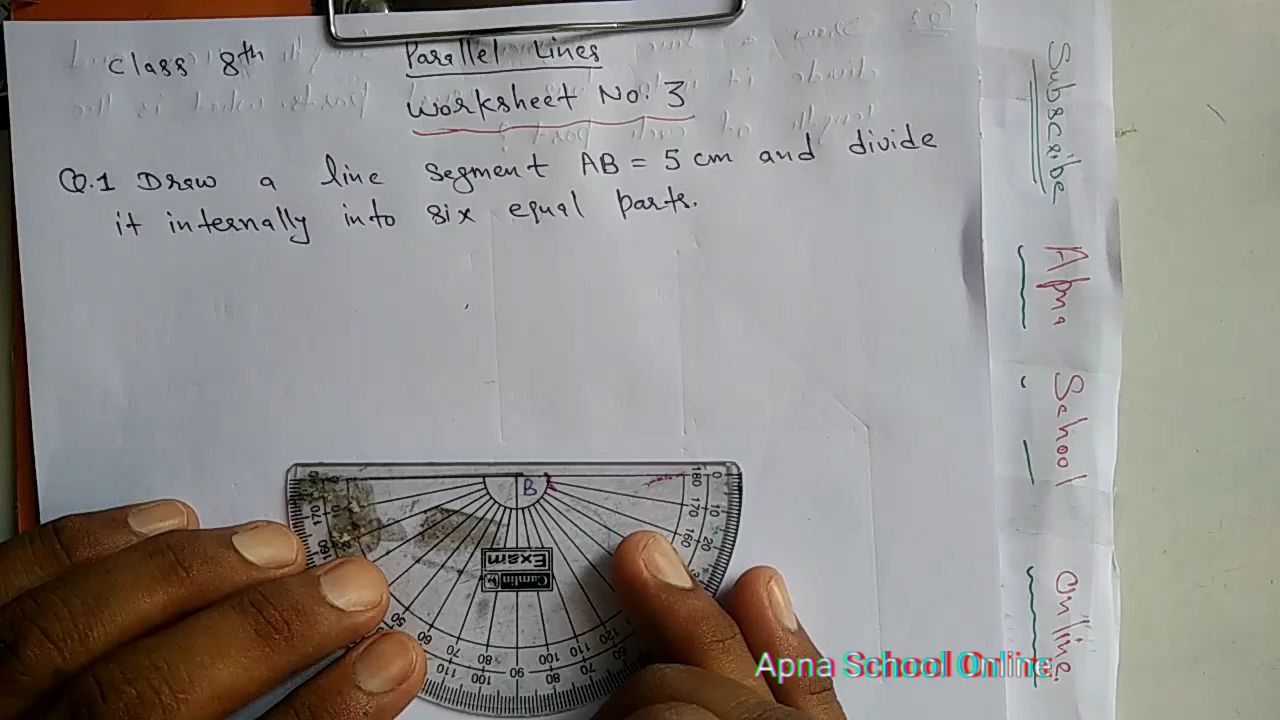 Class 8th
Parallel Lines
Worksheet No. 3
Q.1 Draw a line segment AB = 5 cm and divide
it internally into six equal parts.
B
Exam
Camlin
Subscribe Apna School Online.
Apna School Online